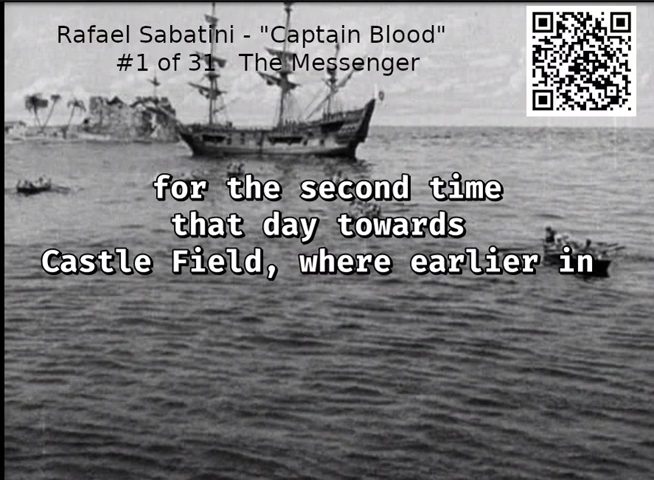 Rafael Sabatini - "Captain Blood"
#1 of 31 The Messenger
for the second time
that day towards
Castle Field, where earlier in